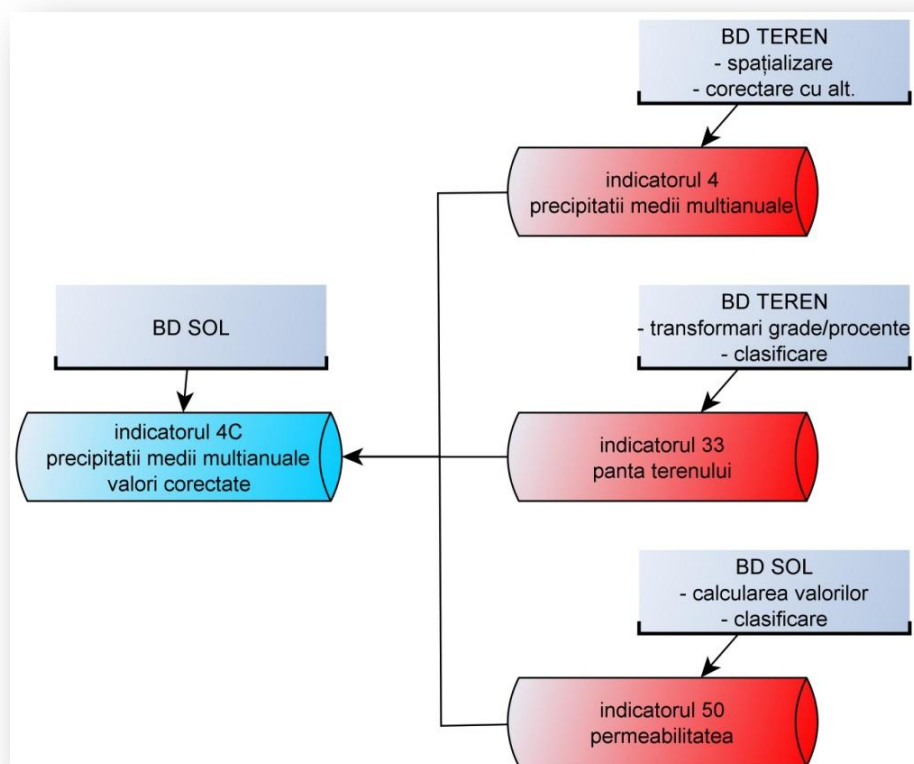 BD TEREN
- spațializare
- corectare cu alt.
indicatorul 4
precipitatii medii multianuale
BD SOL
indicatorul 4C
precipitatii medii multianuale
valori corectate
BD TEREN
- transformari grade/procente
- clasificare
indicatorul 33
panta terenului
BD SOL
- calcularea valorilor
- clasificare
indicatorul 50
permeabilitatea